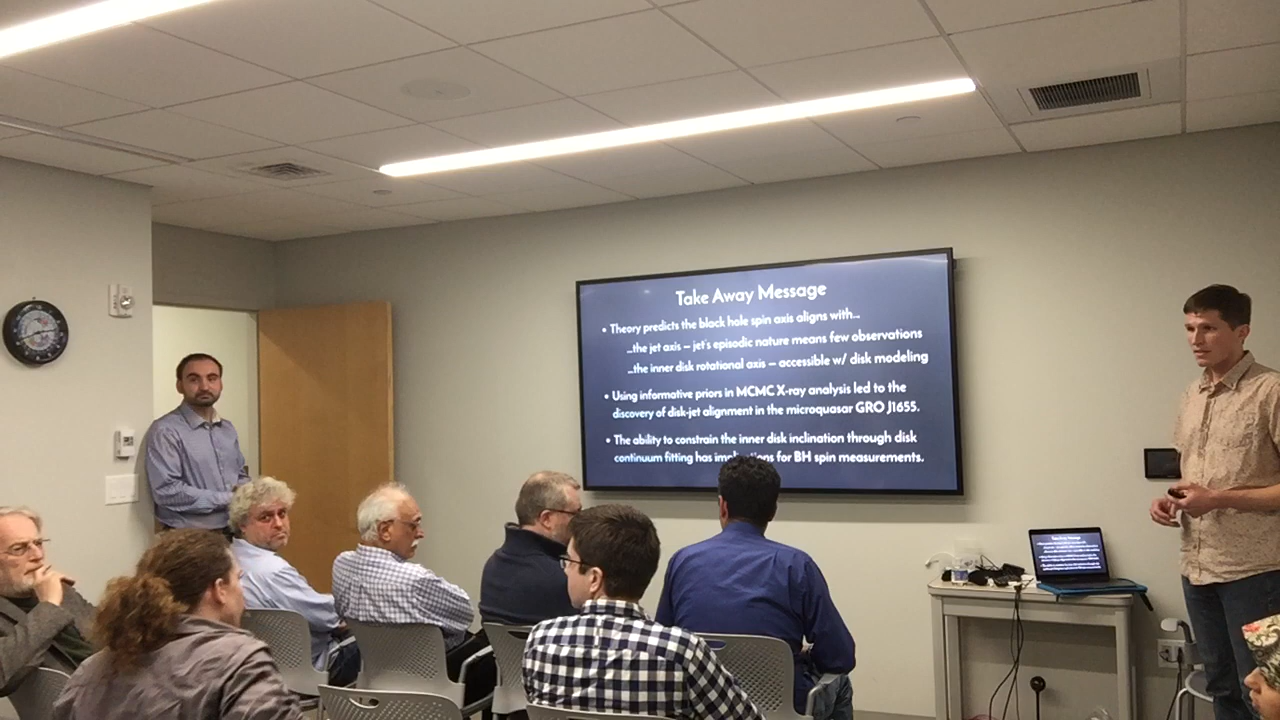 Take Away Message
• Theory predicts the black hole spin axis aligns with...
...the jet axis – jet's episodic nature means few observations
...the inner disk rotational axis – accessible w/ disk modeling
• Using informative priors in MCMC X-ray analysis led to the
discovery of disk-jet alignment in the microquasar GRO J1655.
• The ability to constrain the inner disk inclination through disk
continuum fitting has for BH spin measurements.
Take Away Message